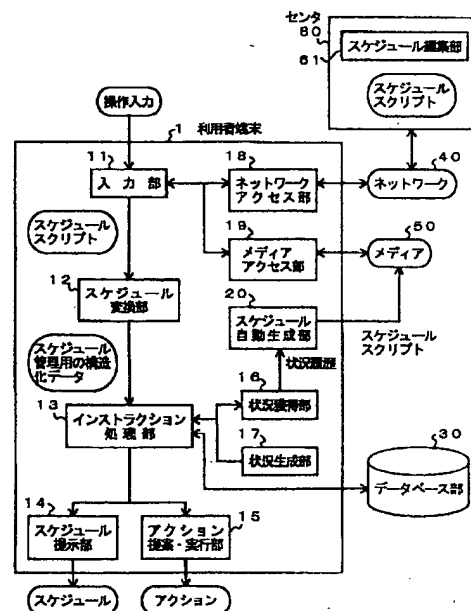 センタ
80
スケジュール編集部
61
スケジュール
スクリプト
操作入力
1
利用者端末
11
入力部
18
ネットワーク
アクセス部
40
ネットワーク
スケジュール
スクリプト
19
メディア
アクセス部
50
メディア
12
スケジュール
変換部
20
スケジュール
自動生成部
スケジュール
スクリプト
スケジュール
管理用の構造
化データ
状況履歴
16
状況獲得部
13
インストラクション
処理部
17
状況生成部
30
データベース部
14
スケジュール
提示部
アクション
提案・実行部
15
スケジュール
アクション